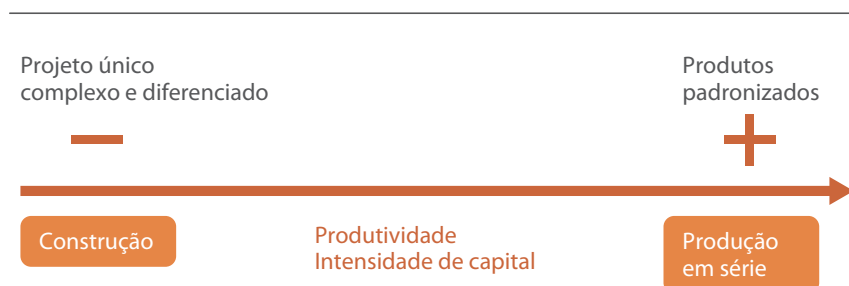 Projeto único
complexo e diferenciado
Produtos
padronizados
Construção
Produtividade
Intensidade de capital
Produção
em série